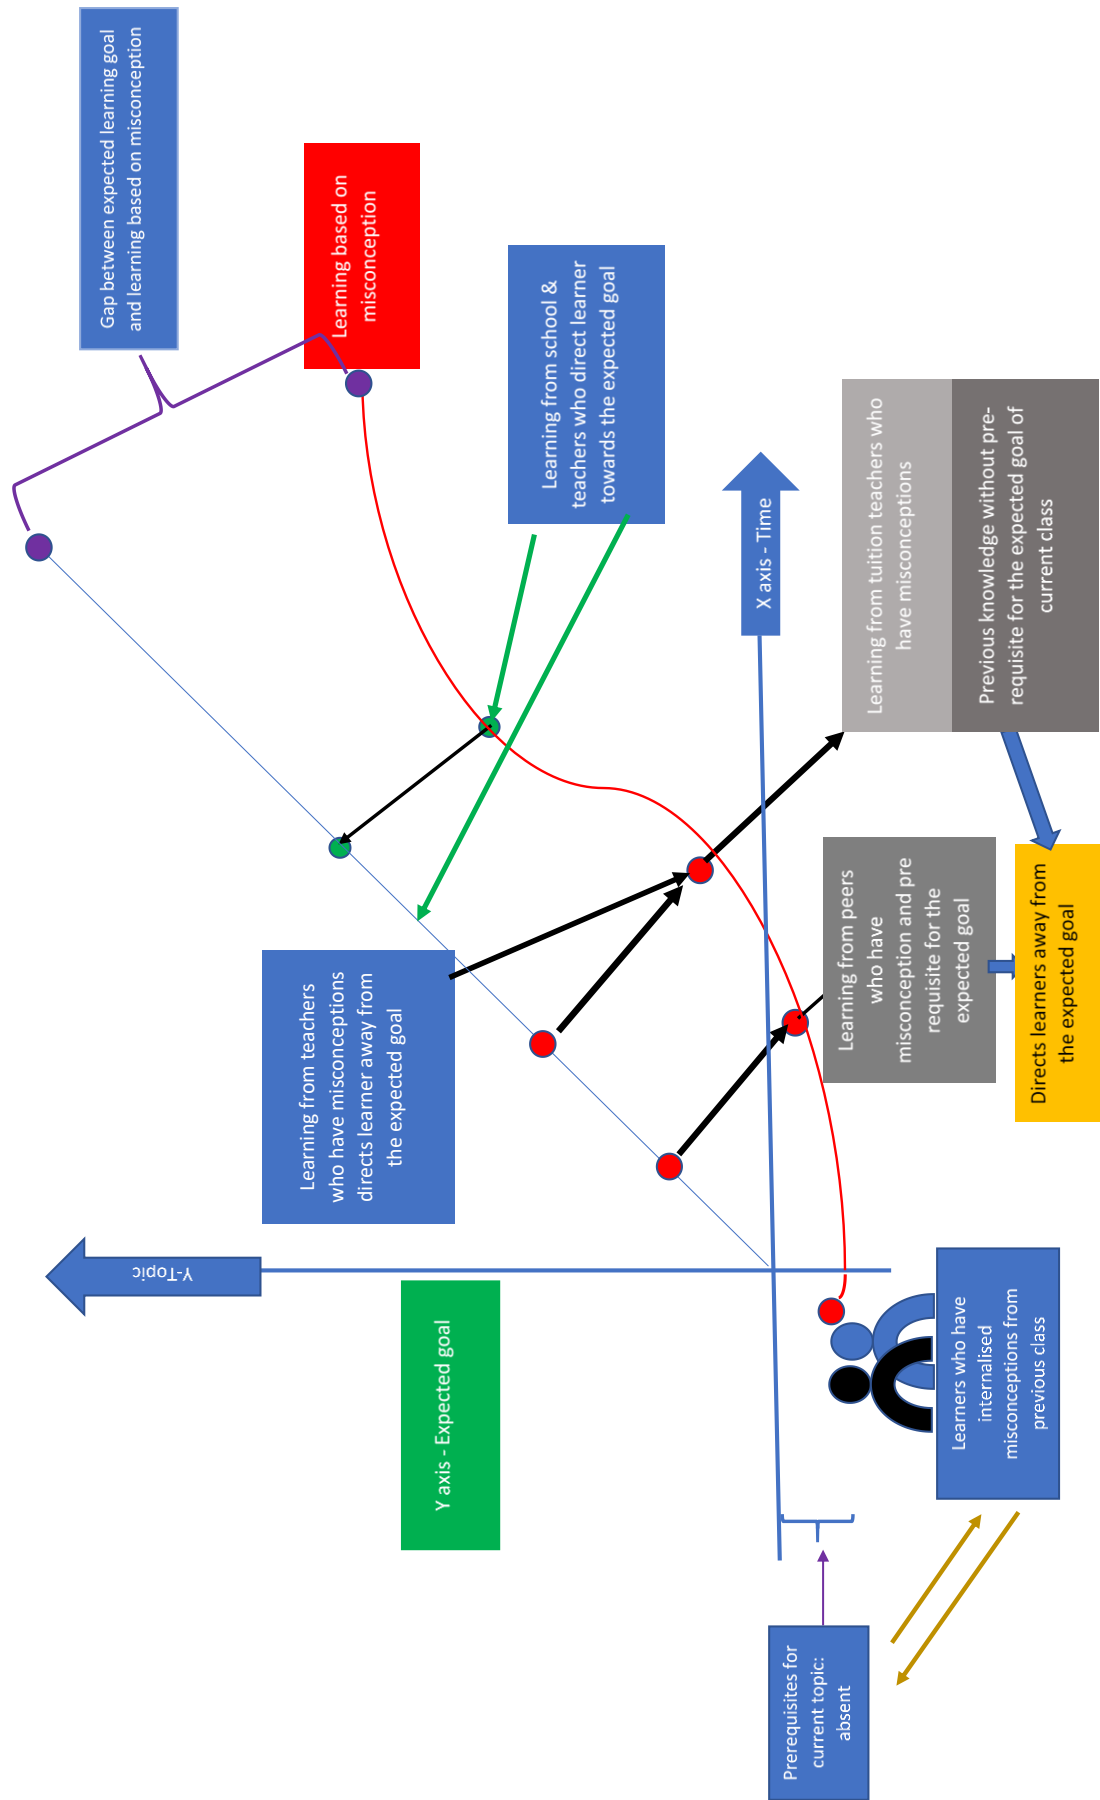 Gap between expected learning goal
and learning based on misconception
Learning based on
misconception
Learning from school &
teachers who direct learner
towards the expected goal
Learning from teachers
who have misconceptions
directs learner away from
the expected goal
Y-Topic
Y axis - Expected goal
X axis - Time
Learning from tuition teachers who
have misconceptions
Previous knowledge without pre-
requisite for the expected goal of
current class
Learning from peers
who have
misconception and pre
requisite for the
expected goal
Directs learners away from
the expected goal
Learners who have
internalised
misconceptions from
previous class
Prerequisites for
current topic:
absent